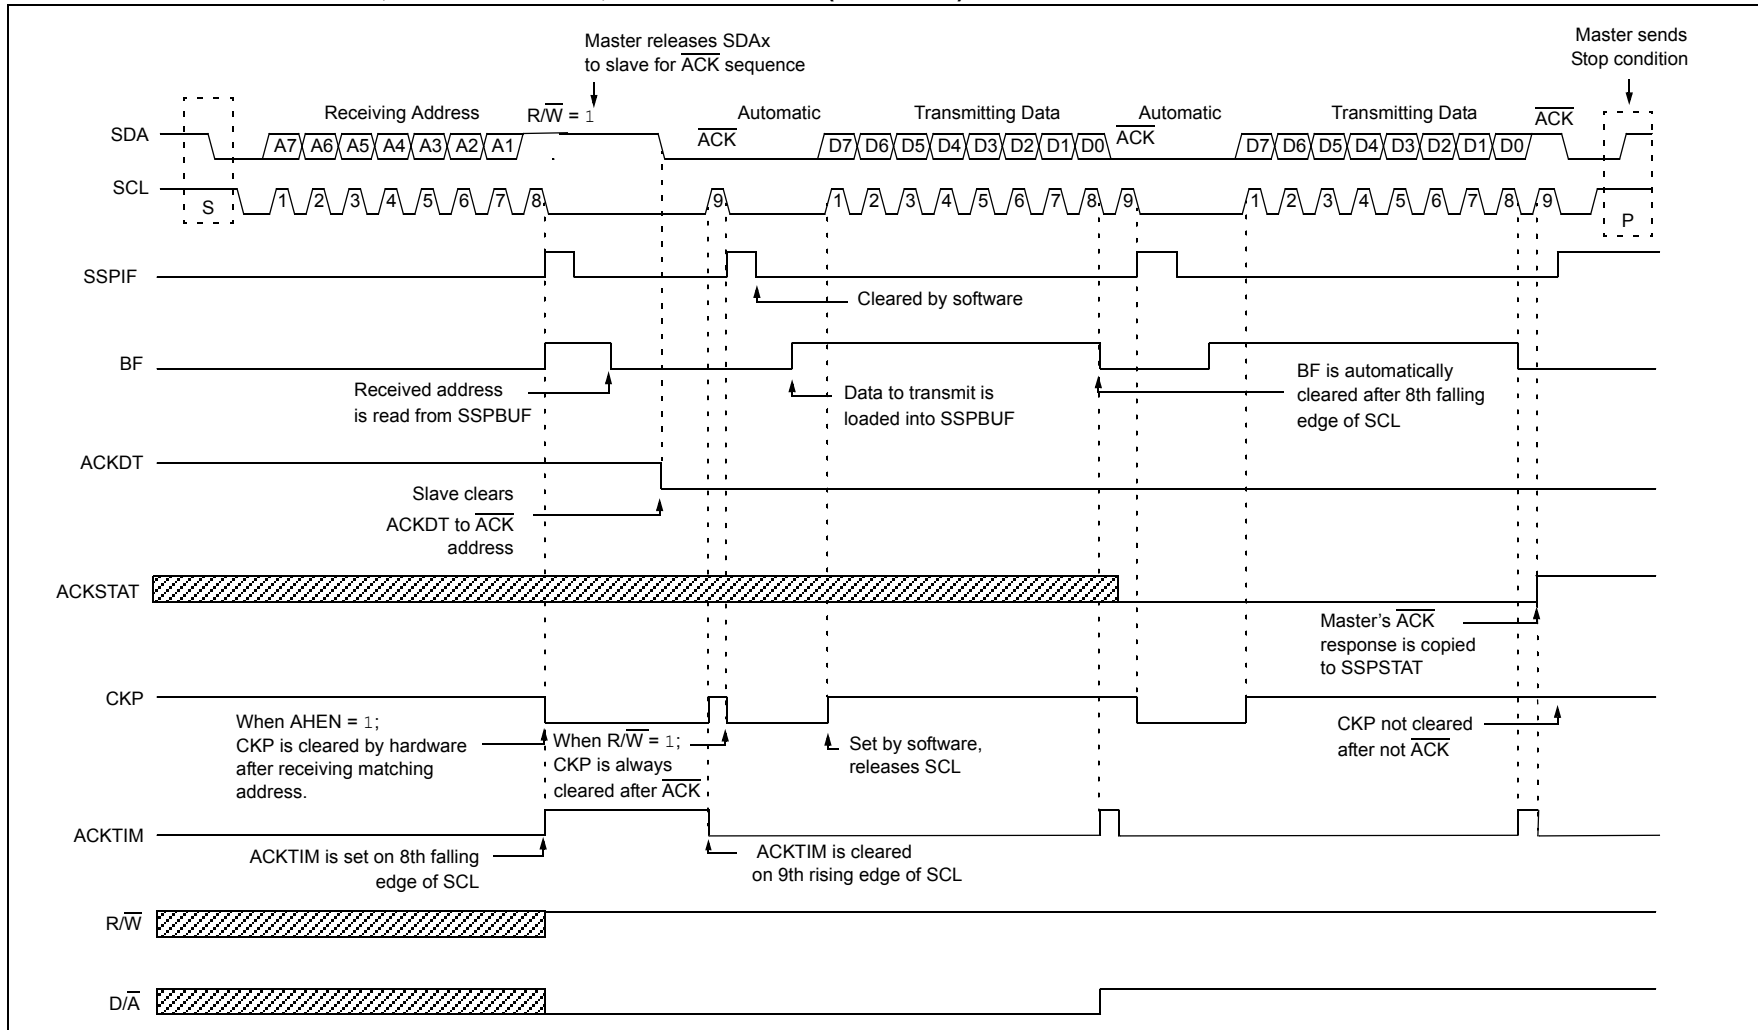 Master releases SDAx
to slave for ACK sequence
Master sends
Stop condition
Receiving Address
R/W = 1
Automatic
Transmitting Data
Automatic
Transmitting Data
ACK
SDA
A7 A6 A5 A4 A3 A2 A1
ACK
D7 D6 D5 D4 D3 D2 D1 D0
ACK
D7 D6 D5 D4 D3 D2 D1 D0
SCL
S
1 2 3 4 5 6 7 8
9
1 2 3 4 5 6 7 8 9
1 2 3 4 5 6 7 8 9
P
SSPIF
Cleared by software
BF
Received address
is read from SSPBUF
Data to transmit is
loaded into SSPBUF
BF is automatically
cleared after 8th falling
edge of SCL
ACKDT
Slave clears
ACKDT to ACK
address
ACKSTAT
Master's ACK
response is copied
to SSPSTAT
CKP
When AHEN = 1;
CKP is cleared by hardware
after receiving matching
address.
When R/W = 1;
CKP is always
cleared after ACK
Set by software,
releases SCL
CKP not cleared
after not ACK
ACKTIM
ACKTIM is set on 8th falling
edge of SCL
ACKTIM is cleared
on 9th rising edge of SCL
R/W
D/A